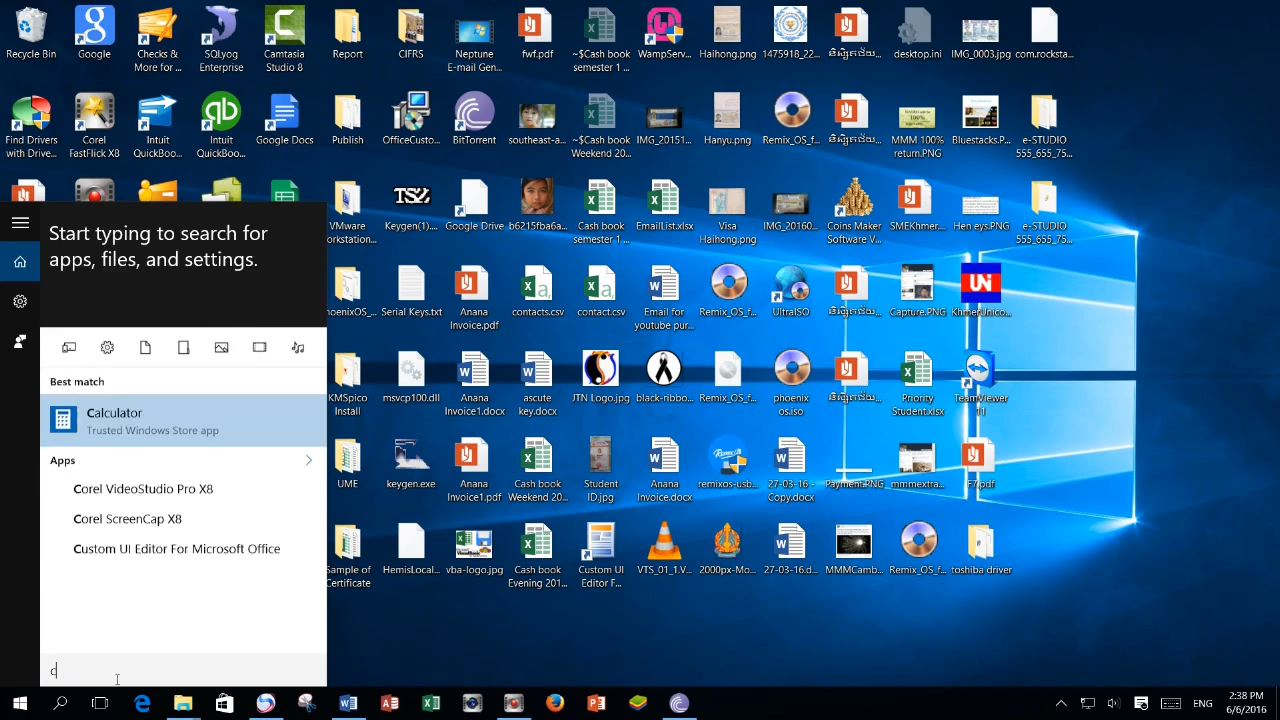 Recycle Bin
Google
Checks &
More for ...
SQLyog
Enterprise
Camtasia
Studio 8
Report
CIFRS
Neptune
E-mail Gen...
fwf.pdf
~$Cash book
semester 1 ...
WampServ...
Haihong.png
1475918_22...
desktop.ini
IMG_0003.jpg
com.rocksta...
Find Drivers
with Drive...
Corel
FastFlick X8
Intuit
QuickBoo...
Intuit
QuickBoo...
Google Docs
Publish
OfficeCusto...
BitTorrent
southeast-a...
~$Cash book
Weekend 20...
IMG_20151...
Hanyu.png
Remix_OS_f...
MMM 100%
return.PNG
Bluestacks.P...
e-STUDIO
555_655_75...
VMware
orkstation...
Keygen(1)....
Google Drive
b6215fba6a...
Cash book
semester 1 ...
EmailList.xlsx
Visa
Haihong.png
IMG_20160...
Coins Maker
Software V...
SMEKhmer....
Hen eys.PNG
e-STUDIO
555_655_75...
hoenixOS_...
Serial Keys.txt
Anana
Invoice.pdf
contacts.csv
contact.csv
Email for
youtube pur...
Remix_OS_f...
UltraISO
Capture.PNG
KhmerUnico...
KMSpico
Install
msvcp100.dll
Anana
Invoice1.docx
ascute
key.docx
JTN Logo.jpg
black-ribbo...
Remix_OS_f...
phoenix
os.iso
Priority
Student.xlsx
TeamViewer
11
UME
keygen.exe
Anana
Invoice1.pdf
Cash book
Weekend 20...
Student
ID.jpg
Anana
Invoice.docx
remixos-usb...
27-03-16 -
Copy.docx
Payment.PNG
mmmextra...
F7.pdf
Sample of
Certificate
HemisLocal...
vba-logo.jpg
Cash book
Evening 201...
Custom UI
Editor F...
VTS_01_1.V...
2000px-Mo...
27-03-16.d...
MMMCamb...
Remix_OS_f...
toshiba driver
Start typing to search for
apps, files, and settings.
Best match
Calculator
Trusted Windows Store app
Apps
Corel VideoStudio Pro X8
Corel ScreenCap X8
Custom UI Editor For Microsoft Office
c
ENG
2:38 PM
6/6/2016